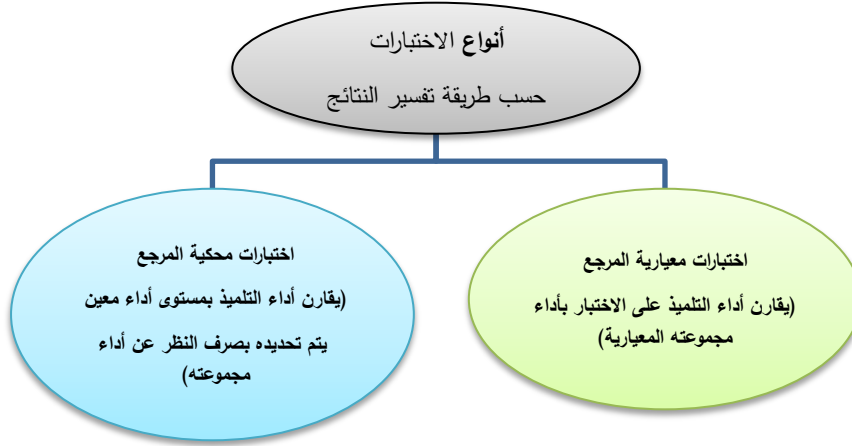 أنواع الاختبارات
حسب طريقة تفسير النتائج
اختبارات معيارية المرجع
(يقارن أداء التلميذ على الاختبار بأداء
مجموعته المعيارية)
اختبارات محكية المرجع
(يقارن أداء التلميذ بمستوى أداء معين
يتم تحديده بصرف النظر عن أداء
مجموعته)